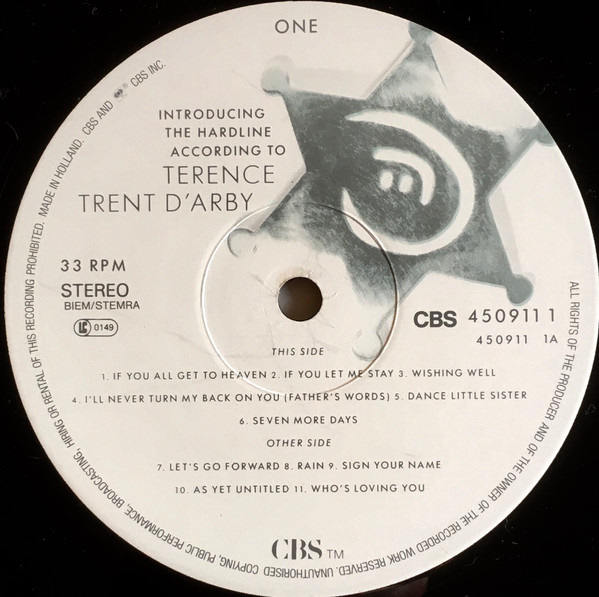 ONE
INTRODUCING
THE HARDLINE
ACCORDING TO
TERENCE
TRENT D'ARBY
33 RPM
STEREO
BIEM/STEMRA
LC 0149
CBS 450911 1
450911 1A
THIS SIDE
1. IF YOU ALL GET TO HEAVEN 2. IF YOU LET ME STAY 3. WISHING WELL
4. I'LL NEVER TURN MY BACK ON YOU (FATHER'S WORDS) 5. DANCE LITTLE SISTER
6. SEVEN MORE DAYS
OTHER SIDE
7. LET'S GO FORWARD 8. RAIN 9. SIGN YOUR NAME
10. AS YET UNTITLED 11. WHO'S LOVING YOU
CBS TM
ALL RIGHTS OF THE PRODUCER AND OF THE OWNER OF THE RECORDED WORK RESERVED. UNAUTHORISED COPYING, PUBLIC PERFORMANCE, BROADCASTING, HIRING OR RENTAL OF THIS RECORDING PROHIBITED. MADE IN HOLLAND. CBS AND ® CBS INC.